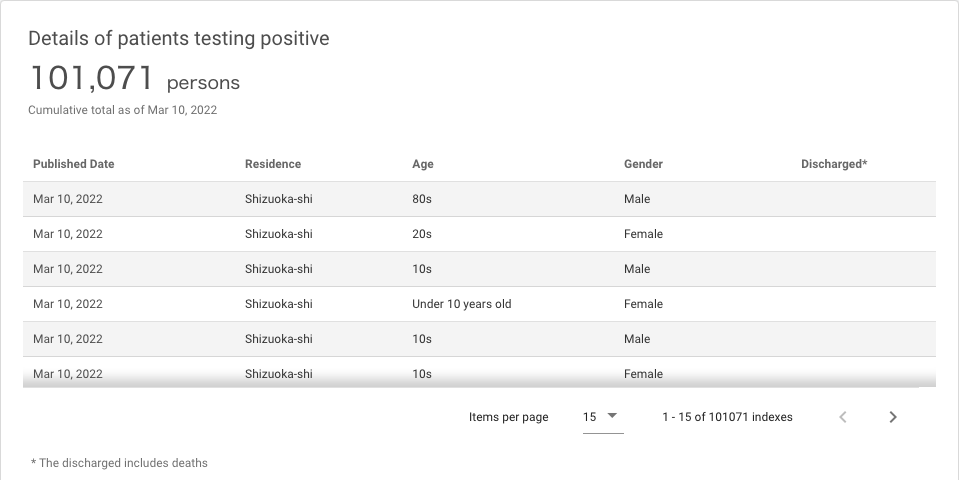 Details of patients testing positive
101,071 persons
Cumulative total as of Mar 10, 2022
Published Date Residence Age Gender Discharged*
Mar 10, 2022 Shizuoka-shi 80s Male
Mar 10, 2022 Shizuoka-shi 20s Female
Mar 10, 2022 Shizuoka-shi 10s Male
Mar 10, 2022 Shizuoka-shi Under 10 years old Female
Mar 10, 2022 Shizuoka-shi 10s Male
Mar 10, 2022 Shizuoka-shi 10s Female
Items per page 15 1 - 15 of 101071 indexes
* The discharged includes deaths